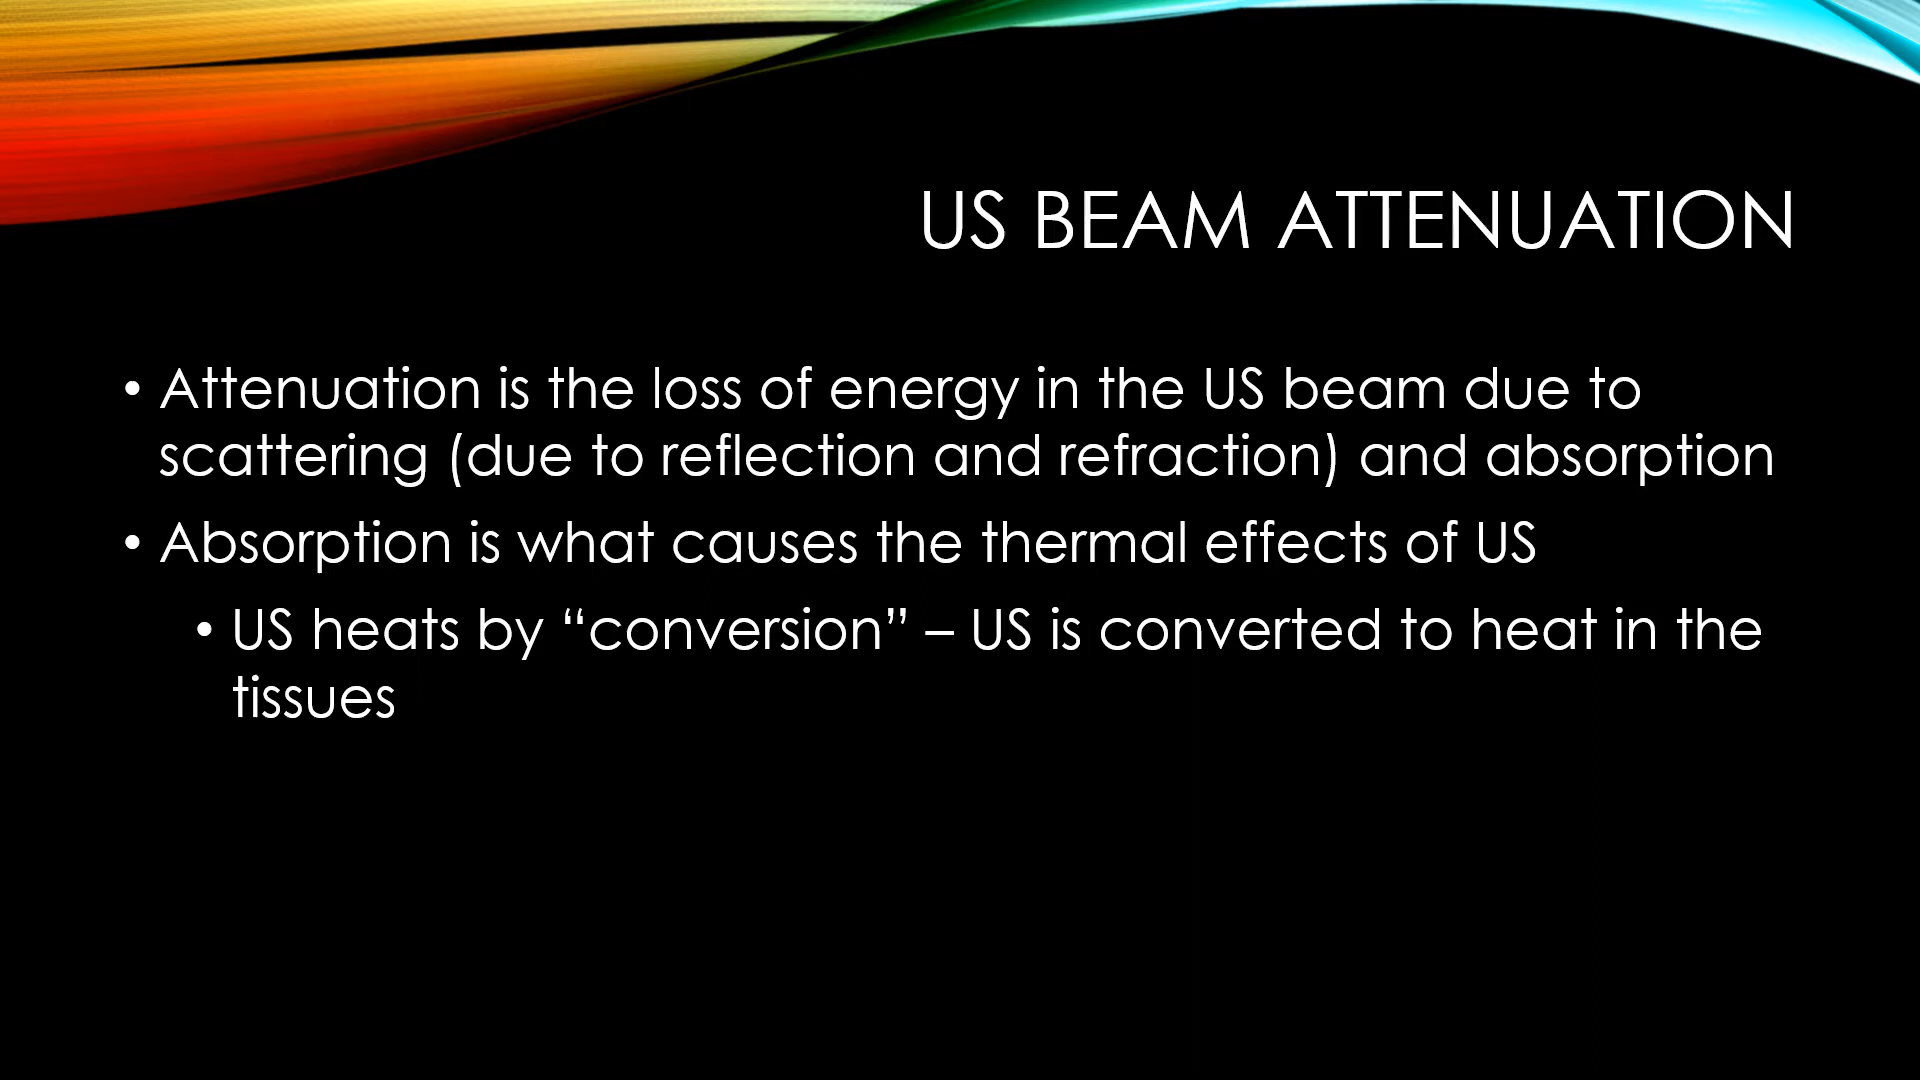 US BEAM ATTENUATION
• Attenuation is the loss of energy in the US beam due to
scattering (due to reflection and refraction) and absorption
• Absorption is what causes the thermal effects of US
• US heats by “conversion” – US is converted to heat in the
tissues